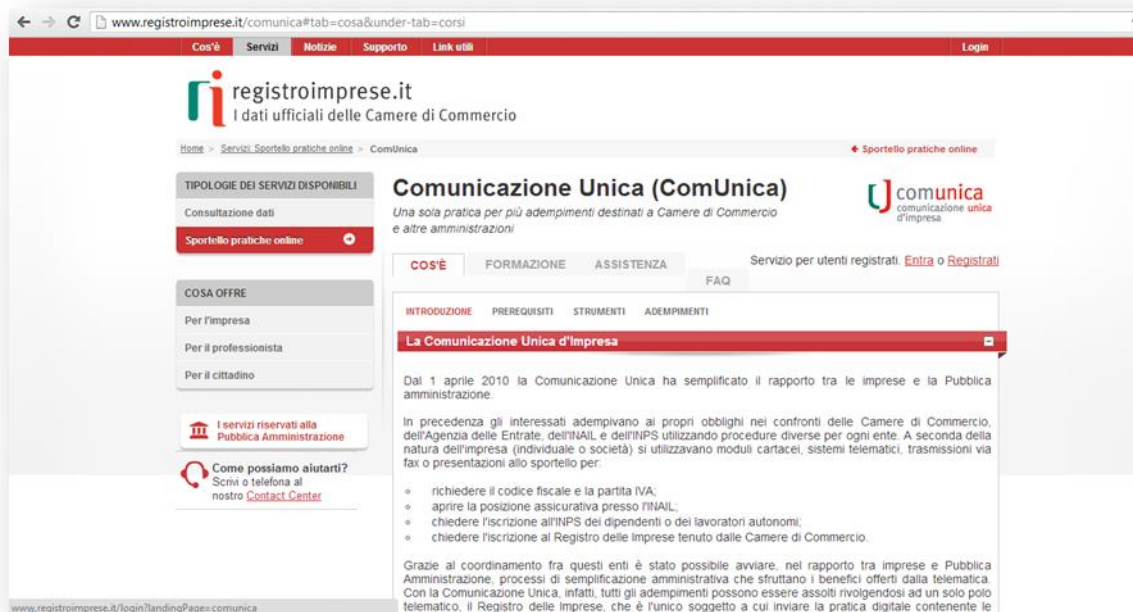 www.registroimprese.it/comunica#tab=cosa&under-tab=corsi
Cos'è Servizi Notizie Supporto Link utili Login
registroimprese.it
I dati ufficiali delle Camere di Commercio
Home > Servizi: Sportello pratiche online > ComUnica
Sportello pratiche online
TIPOLOGIE DEI SERVIZI DISPONIBILI
Consultazione dati
Sportello pratiche online
COSA OFFRE
Per l'impresa
Per il professionista
Per il cittadino
I servizi riservati alla
Pubblica Amministrazione
Come possiamo aiutarti?
Scrivi o telefona al
nostro Contact Center
Comunicazione Unica (ComUnica)
Una sola pratica per più adempimenti destinati a Camere di Commercio
e altre amministrazioni
comunica
comunicazione unica
d'impresa
COS'È FORMAZIONE ASSISTENZA
FAQ
Servizio per utenti registrati. Entra o Registrati
INTRODUZIONE PREREQUISITI STRUMENTI ADEMPIMENTI
La Comunicazione Unica d'Impresa
Dal 1 aprile 2010 la Comunicazione Unica ha semplificato il rapporto tra le imprese e la Pubblica
amministrazione.
In precedenza gli interessati adempivano ai propri obblighi nei confronti delle Camere di Commercio,
dell'Agenzia delle Entrate, dell'INAIL e dell'INPS utilizzando procedure diverse per ogni ente. A seconda della
natura dell'impresa (individuale o società) si utilizzavano moduli cartacei, sistemi telematici, trasmissioni via
fax o presentazioni allo sportello per:
richiedere il codice fiscale e la partita IVA;
aprire la posizione assicurativa presso l'INAIL;
chiedere l'iscrizione all'INPS dei dipendenti o dei lavoratori autonomi;
chiedere l'iscrizione al Registro delle Imprese tenuto dalle Camere di Commercio.
Grazie al coordinamento fra questi enti è stato possibile avviare, nel rapporto tra imprese e Pubblica
Amministrazione, processi di semplificazione amministrativa che sfruttano i benefici offerti dalla telematica.
Con la Comunicazione Unica, infatti, tutti gli adempimenti possono essere assolti rivolgendosi ad un solo polo
telematico, il Registro delle Imprese, che è l'unico soggetto a cui inviare la pratica digitale contenente le
www.registroimprese.it/login?landingPage=comunica